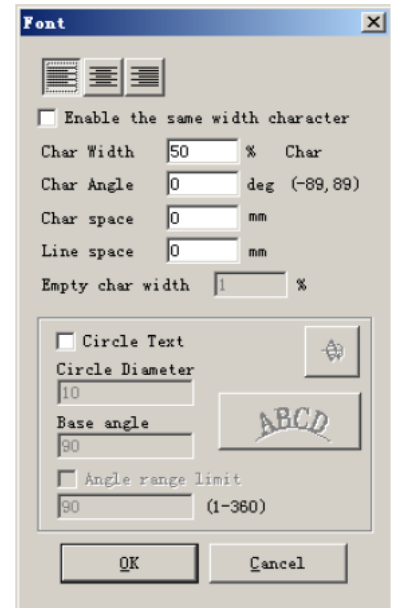 Font
Enable the same width character
Char Width 50 % Char
Char Angle 0 deg (-89,89)
Char space 0 mm
Line space 0 mm
Empty char width 1 %
Circle Text
Circle Diameter
10
Base angle
90
ABCD
Angle range limit
90 (1-360)
OK Cancel